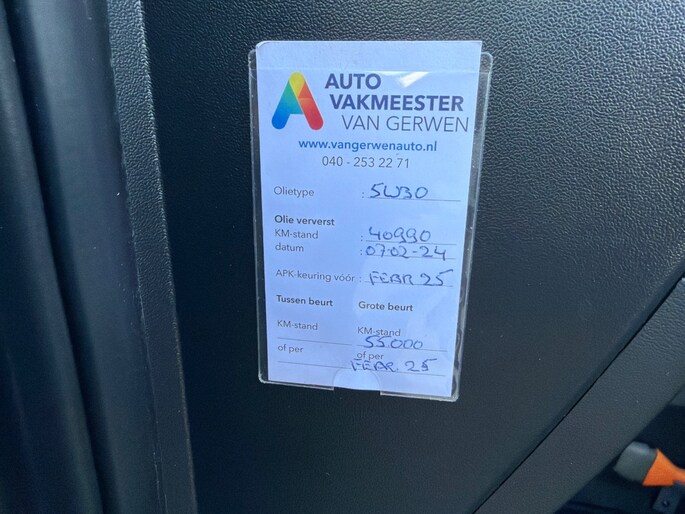 AUTO
VAKMEESTER
VAN GERWEN
www.vangerwenauto.nl
040 - 253 22 71
Olietype : 5W30
Olie ververst
KM-stand : 40990
datum : 07-02-24
APK-keuring vóór : FEBR 25
Tussen beurt Grote beurt
KM-stand KM-stand
55.000
of per of per
FEBR. 25